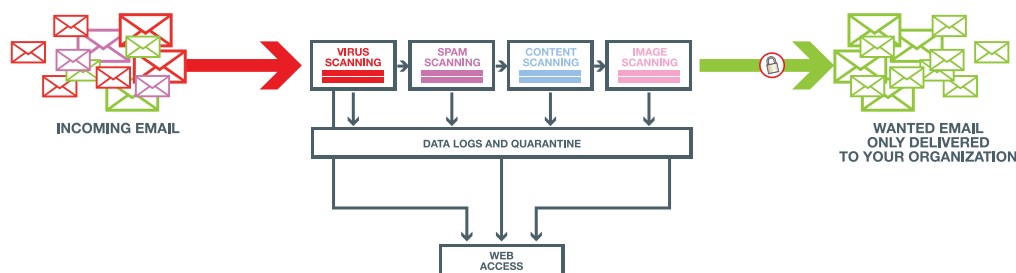 INCOMING EMAIL
VIRUS
SCANNING
SPAM
SCANNING
CONTENT
SCANNING
IMAGE
SCANNING
DATA LOGS AND QUARANTINE
WEB
ACCESS
WANTED EMAIL
ONLY DELIVERED
TO YOUR ORGANIZATION